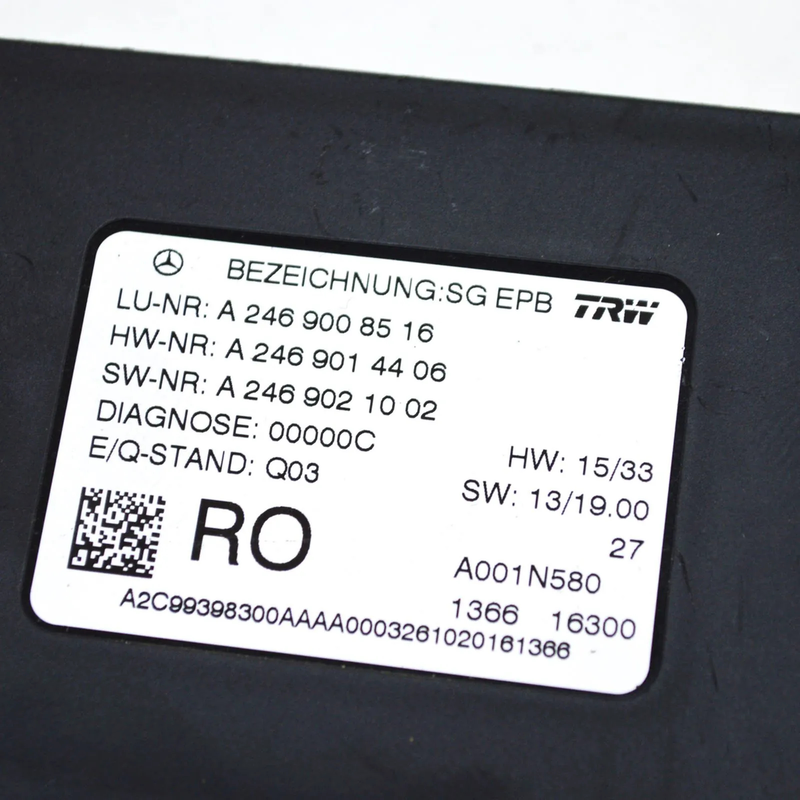 BEZEICHNUNG:SG EPB TRW
LU-NR: A 246 900 85 16
HW-NR: A 246 901 44 06
SW-NR: A 246 902 10 02
DIAGNOSE: 00000C
E/Q-STAND: Q03
HW: 15/33
SW: 13/19.00
27
RO
A001N580
1366 16300
A2C99398300AAAA0003261020161366